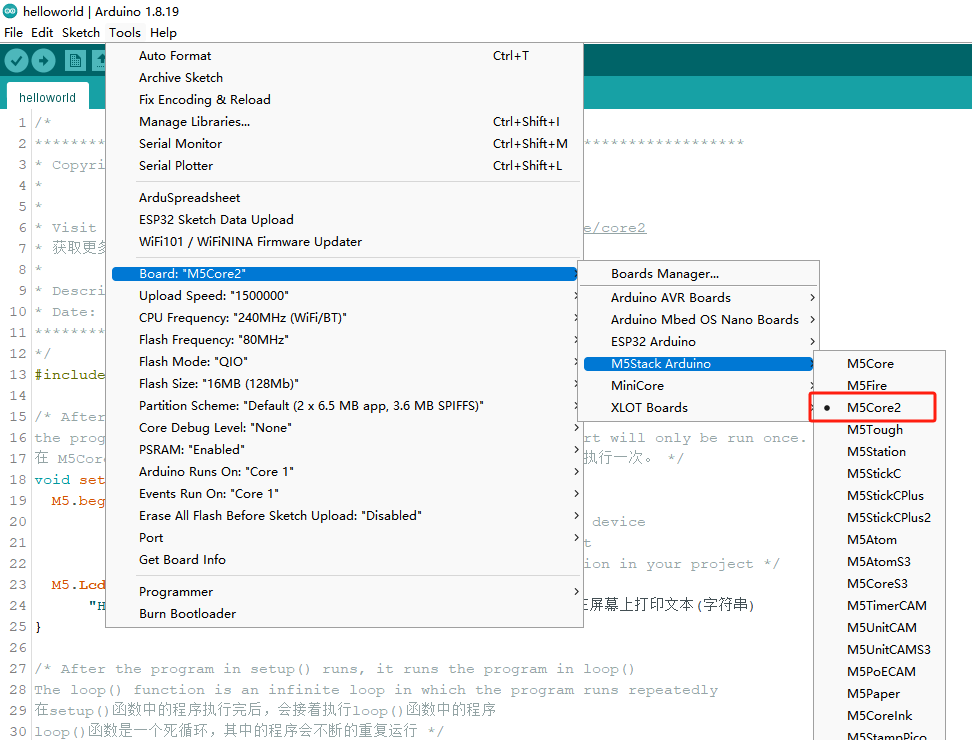 helloworld | Arduino 1.8.19
File Edit Sketch Tools Help
helloworld
Auto Format Ctrl+T
Archive Sketch
Fix Encoding & Reload
Manage Libraries... Ctrl+Shift+I
Serial Monitor Ctrl+Shift+M
Serial Plotter Ctrl+Shift+L
ArduSpreadsheet
ESP32 Sketch Data Upload
WiFi101 / WiFiNINA Firmware Updater
Board: "M5Core2"
Upload Speed: "1500000"
CPU Frequency: "240MHz (WiFi/BT)"
Flash Frequency: "80MHz"
Flash Mode: "QIO"
Flash Size: "16MB (128Mb)"
Partition Scheme: "Default (2 x 6.5 MB app, 3.6 MB SPIFFS)"
Core Debug Level: "None"
PSRAM: "Enabled"
Arduino Runs On: "Core 1"
Events Run On: "Core 1"
Erase All Flash Before Sketch Upload: "Disabled"
Port
Get Board Info
Programmer
Burn Bootloader
Boards Manager...
Arduino AVR Boards
Arduino Mbed OS Nano Boards
ESP32 Arduino
M5Stack Arduino
MiniCore
XLOT Boards
M5Core
M5Fire
M5Core2
M5Tough
M5Station
M5StickC
M5StickCPlus
M5StickCPlus2
M5Atom
M5AtomS3
M5CoreS3
M5TimerCAM
M5UnitCAM
M5UnitCAMS3
M5PoECAM
M5Paper
M5CoreInk
M5StampPico
1 /*
2 ******** ******************
3 * Copyri
4 *
5 *
6 * Visit e/core2
7 * 获取更多
8 *
9 * Descri
10 * Date:
11 ********
12 */
13 #include
14
15 /* After
16 the prog rt will only be run once.
17 在 M5Cor 执行一次。 */
18 void set
19 M5.beg
20 device
21 t
22 ion in your project */
23 M5.Lcd
24 "H 屏幕上打印文本(字符串)
25 }
26
27 /* After the program in setup() runs, it runs the program in loop()
28 The loop() function is an infinite loop in which the program runs repeatedly
29 在setup()函数中的程序执行完后，会接着执行loop()函数中的程序
30 loop()函数是一个死循环，其中的程序会不断的重复运行 */